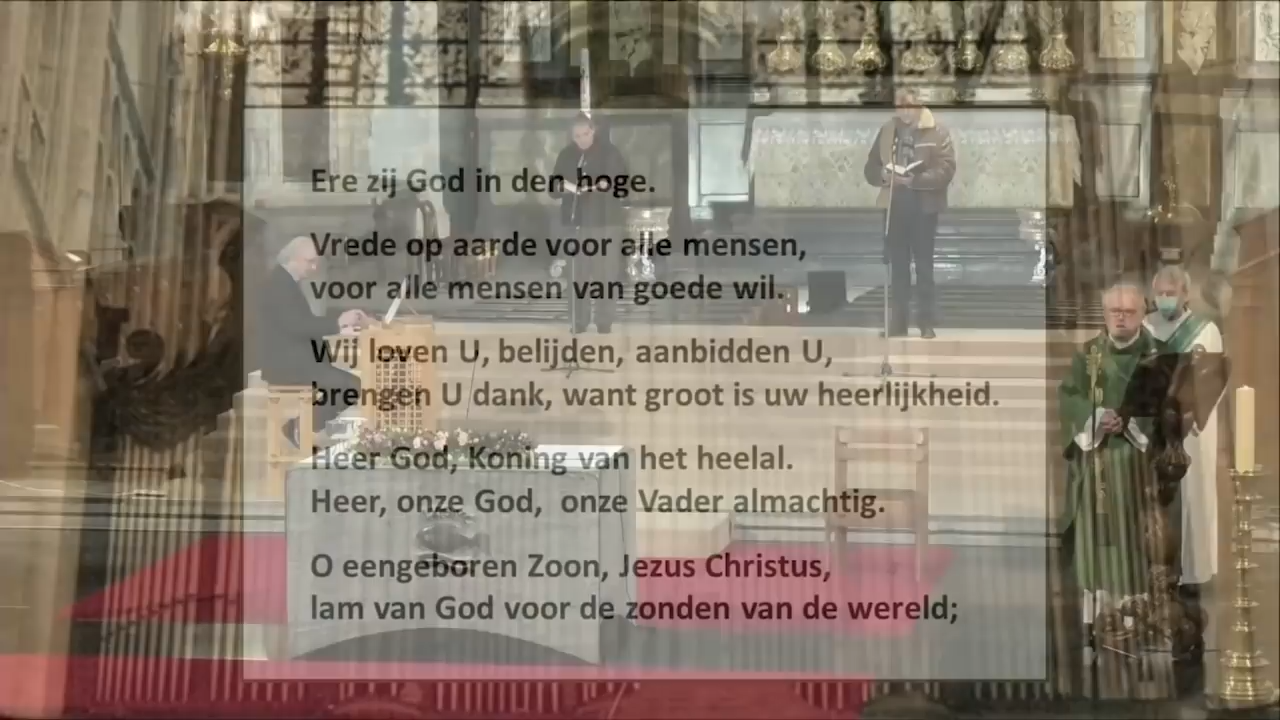 Ere zij God in den hoge.
Vrede op aarde voor alle mensen,
voor alle mensen van goede wil.
Wij loven U, belijden, aanbidden U,
brengen U dank, want groot is uw heerlijkheid.
Heer God, Koning van het heelal.
Heer, onze God, onze Vader almachtig.
O eengeboren Zoon, Jezus Christus,
lam van God voor de zonden van de wereld;